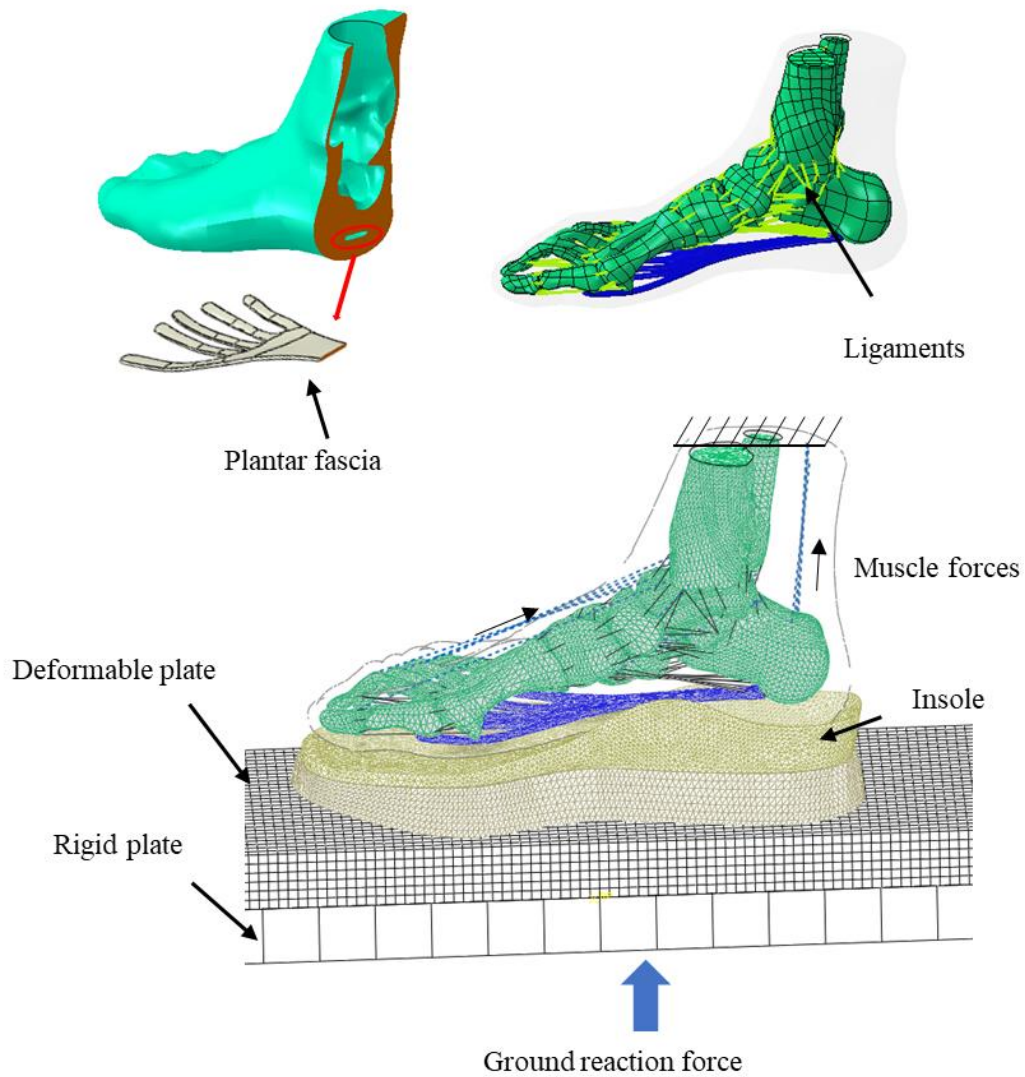 Ligaments
Plantar fascia
Muscle forces
Deformable plate
Insole
Rigid plate
Ground reaction force